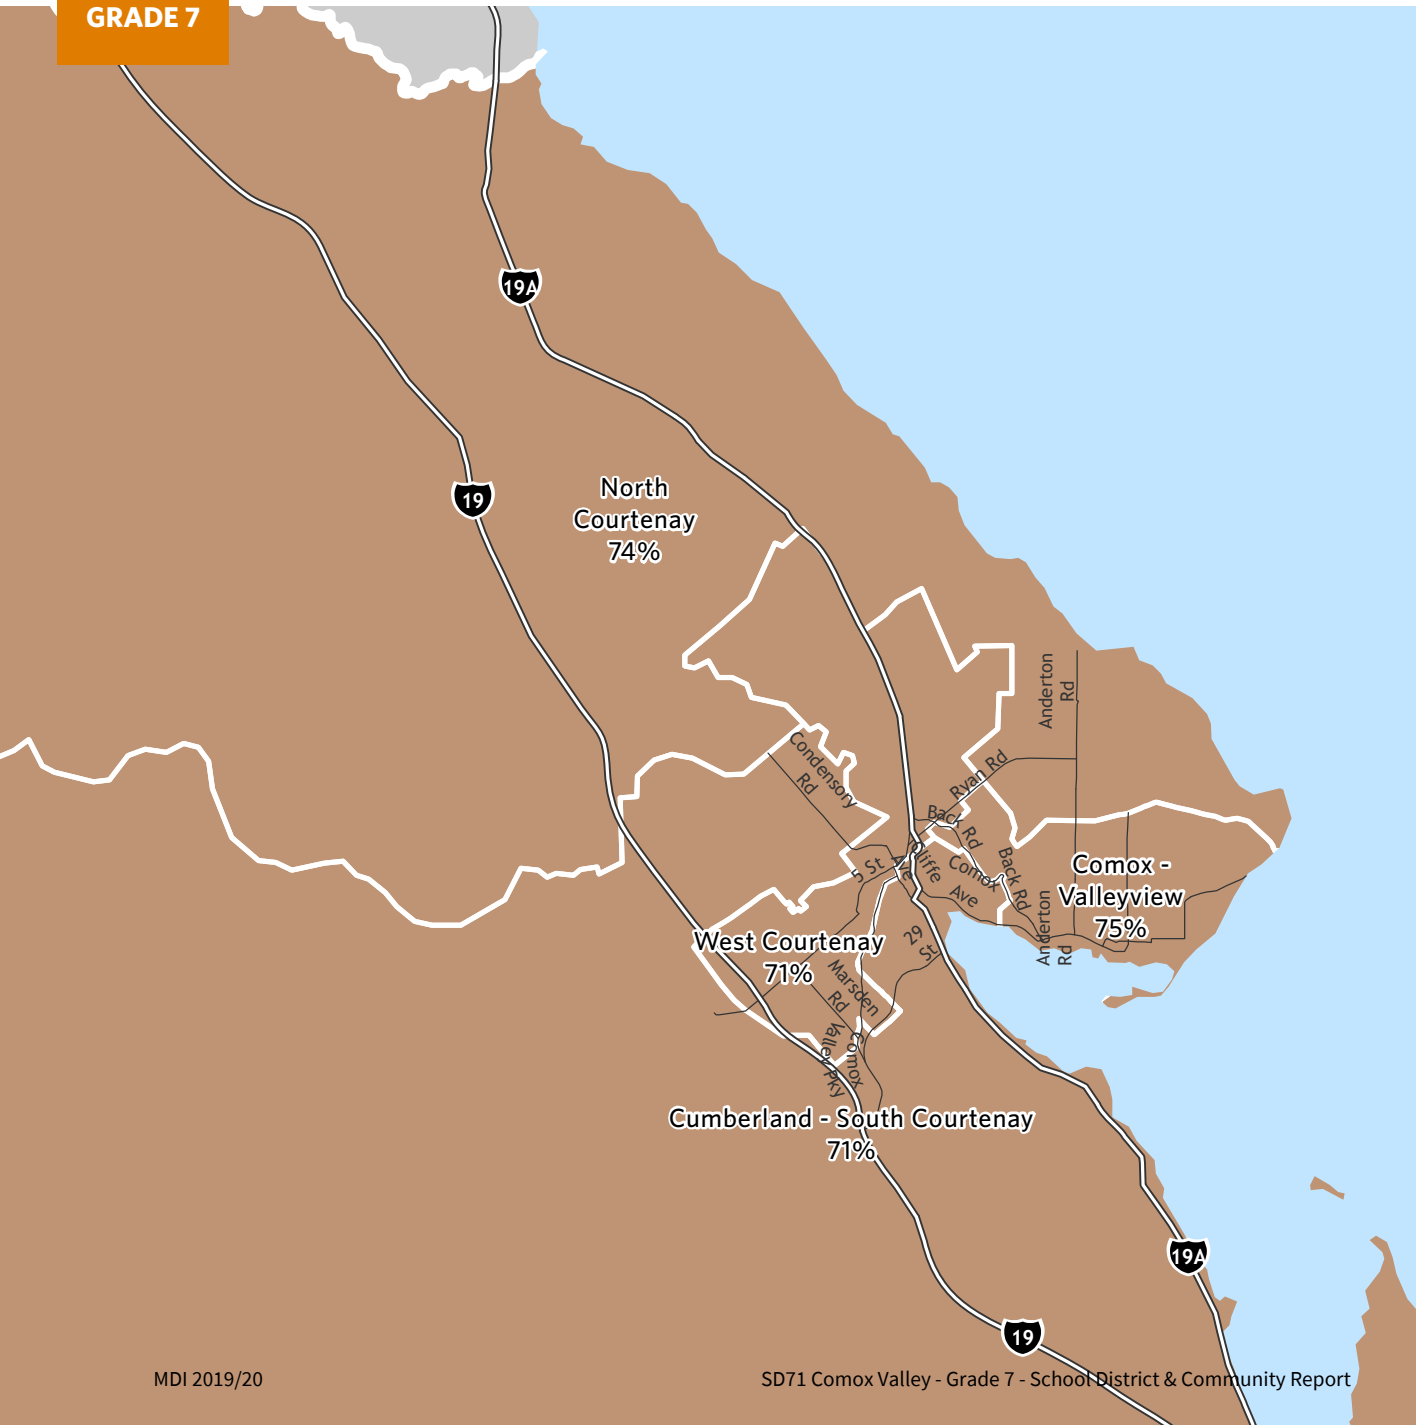 GRADE 7
19A
19
North
Courtenay
74%
Anderton
Rd
Condensory
Rd
Ryan Rd
Back Rd
5 St
Cliffe
Ave
Comox
Ave
Back Rd
Comox -
Valleyview
75%
Anderton
Rd
29
St
West Courtenay
71%
Marsden
Rd
Comox
Valley Pky
Cumberland - South Courtenay
71%
19A
19
MDI 2019/20
SD71 Comox Valley - Grade 7 - School District & Community Report